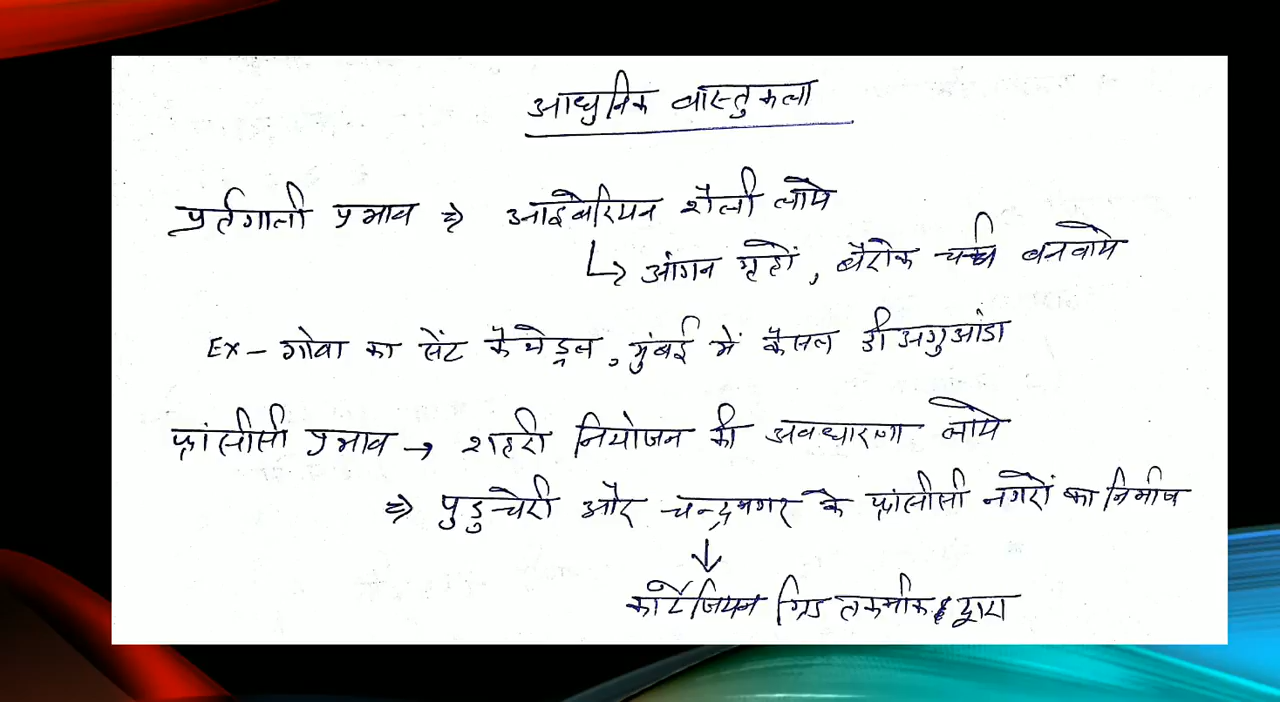 आधुनिक वास्तुकला
पुर्तगाली प्रभाव ⇒ आइबेरियन शैली लाये
↳ आंगन गृहों, बैरोक चर्च बनवाये
Ex - गोवा का सेंट कैथेड्रल, मुंबई में कैसल डी अगुआंडा
फ्रांसीसी प्रभाव → शहरी नियोजन की अवधारणा लाये
⇒ पुडुचेरी और चन्द्रनगर के फ्रांसीसी नगरों का निर्माण
↓
कार्टेजियन ग्रिड तकनीक द्वारा